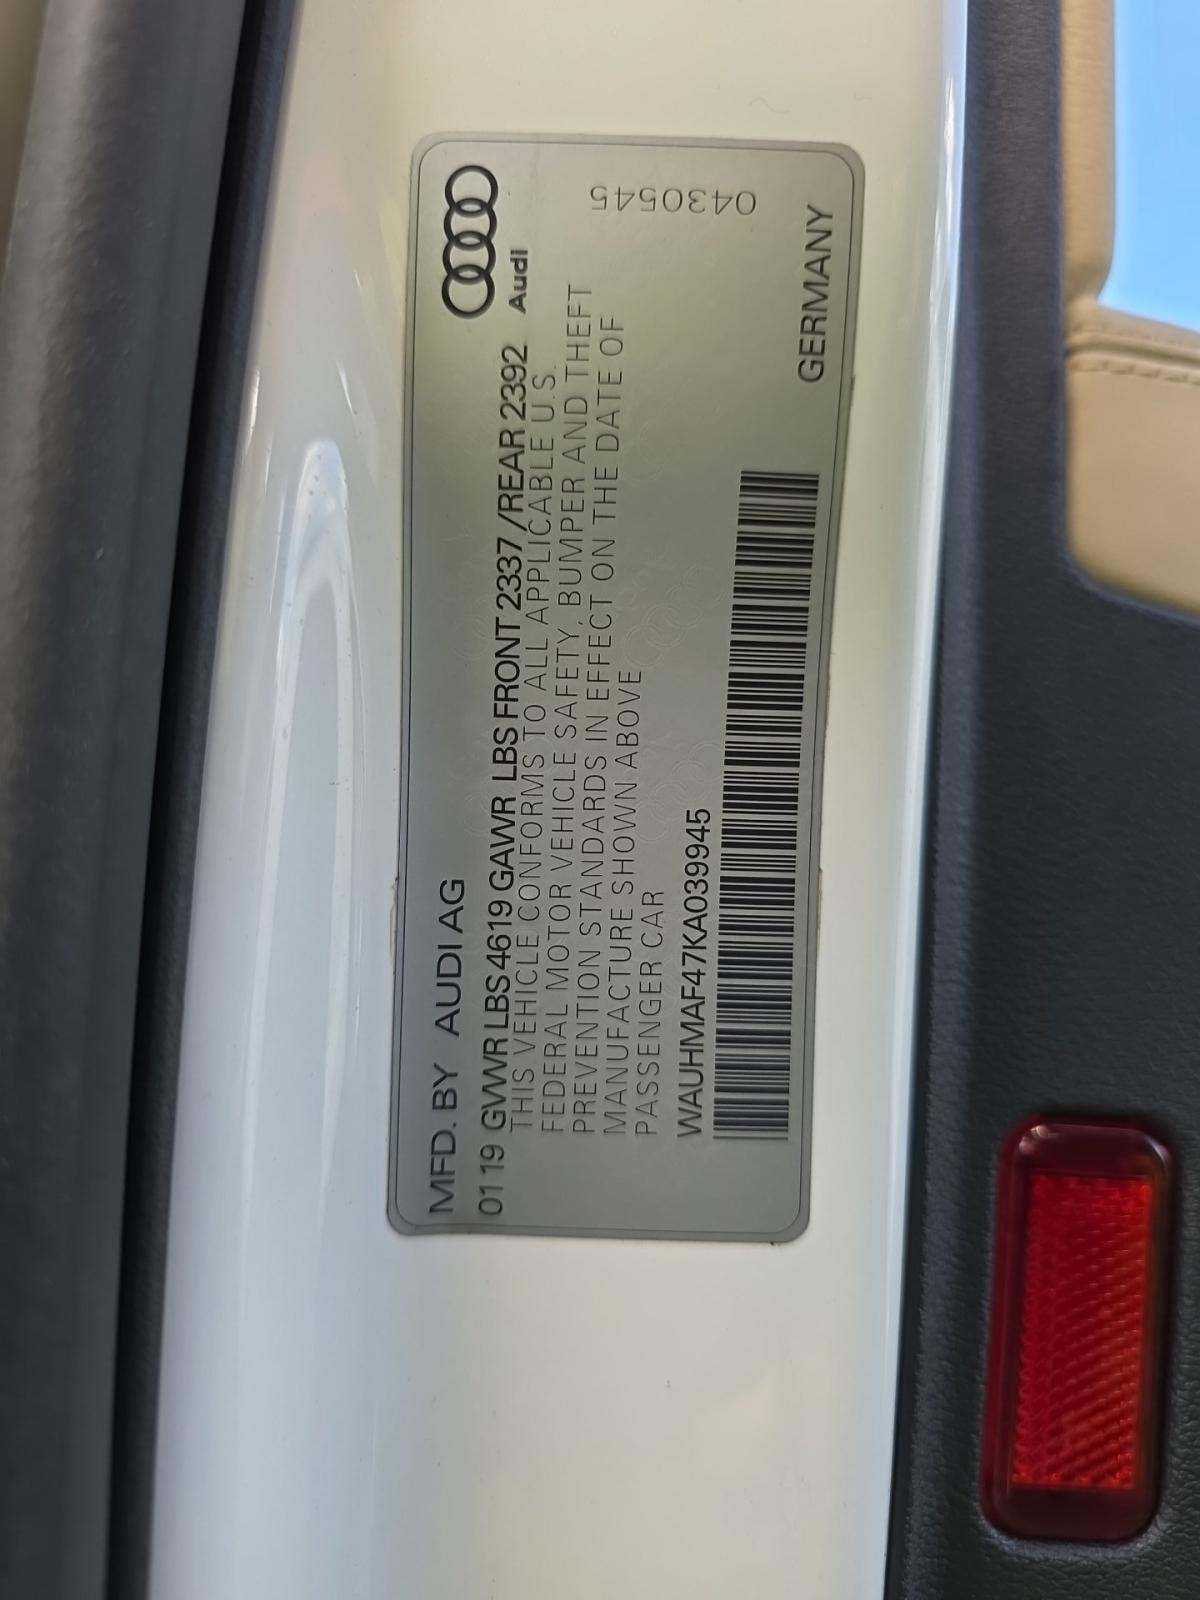 MFD. BY AUDI AG
Audi
01 19 GVWR LBS 4619 GAWR LBS FRONT 2337 /REAR 2392
THIS VEHICLE CONFORMS TO ALL APPLICABLE U.S.
FEDERAL MOTOR VEHICLE SAFETY, BUMPER AND THEFT
PREVENTION STANDARDS IN EFFECT ON THE DATE OF
MANUFACTURE SHOWN ABOVE
PASSENGER CAR
0430545
WAUHMAF47KA039945
GERMANY